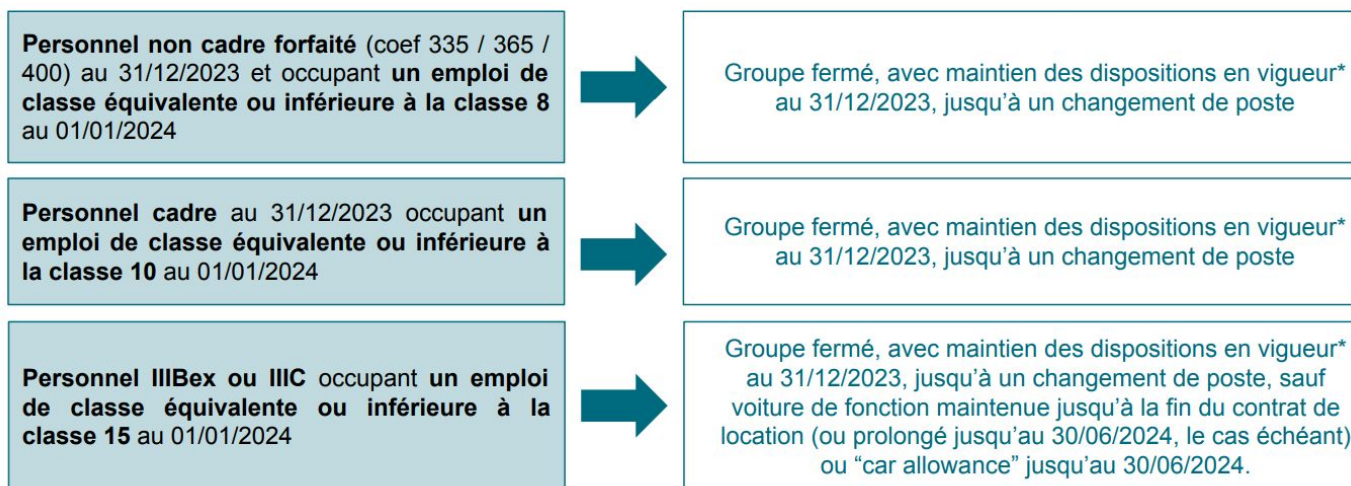 Personnel non cadre forfaité (coef 335 / 365 /
400) au 31/12/2023 et occupant un emploi de
classe équivalente ou inférieure à la classe 8
au 01/01/2024
Groupe fermé, avec maintien des dispositions en vigueur*
au 31/12/2023, jusqu’à un changement de poste
Personnel cadre au 31/12/2023 occupant un
emploi de classe équivalente ou inférieure à
la classe 10 au 01/01/2024
Groupe fermé, avec maintien des dispositions en vigueur*
au 31/12/2023, jusqu’à un changement de poste
Personnel IIIBex ou IIIC occupant un emploi
de classe équivalente ou inférieure à la
classe 15 au 01/01/2024
Groupe fermé, avec maintien des dispositions en vigueur*
au 31/12/2023, jusqu’à un changement de poste, sauf
voiture de fonction maintenue jusqu’à la fin du contrat de
location (ou prolongé jusqu’au 30/06/2024, le cas échéant)
ou “car allowance” jusqu’au 30/06/2024.